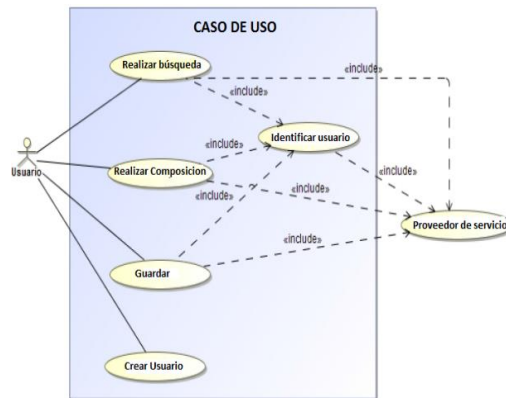 CASO DE USO
Realizar búsqueda
«include»
«include»
«include»
Identificar usuario
Usuario
Realizar Composicion
«include»
«include»
«include»
Proveedor de servicio
«include»
Guardar
Crear Usuario